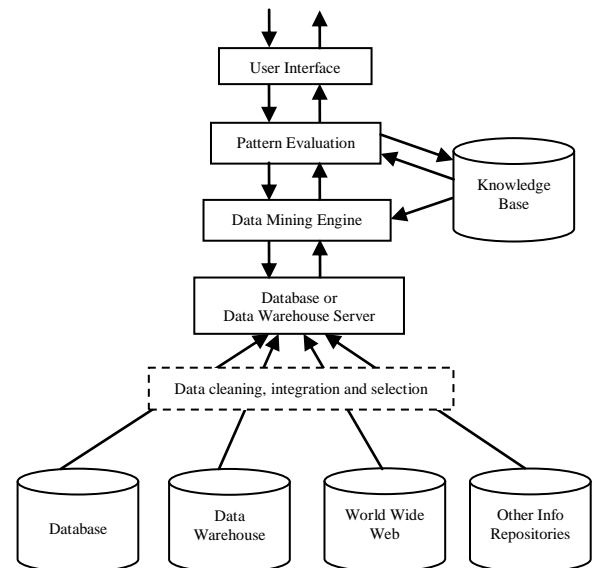 User Interface
Pattern Evaluation
Knowledge
Base
Data Mining Engine
Database or
Data Warehouse Server
Data cleaning, integration and selection
Database
Data
Warehouse
World Wide
Web
Other Info
Repositories